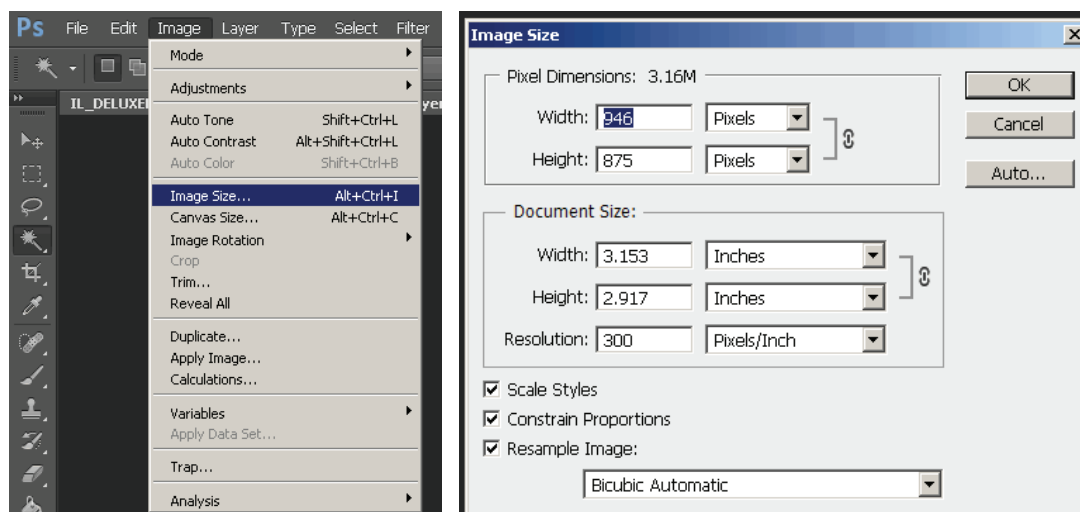 Ps File Edit Image Layer Type Select Filter
IL_DELUXE
yer
Mode
Adjustments
Auto Tone Shift+Ctrl+L
Auto Contrast Alt+Shift+Ctrl+L
Auto Color Shift+Ctrl+B
Image Size... Alt+Ctrl+I
Canvas Size... Alt+Ctrl+C
Image Rotation
Crop
Trim...
Reveal All
Duplicate...
Apply Image...
Calculations...
Variables
Apply Data Set...
Trap...
Analysis
Image Size
Pixel Dimensions: 3.16M
Width: 946 Pixels
Height: 875 Pixels
Document Size:
Width: 3.153 Inches
Height: 2.917 Inches
Resolution: 300 Pixels/Inch
Scale Styles
Constrain Proportions
Resample Image:
Bicubic Automatic
OK
Cancel
Auto...